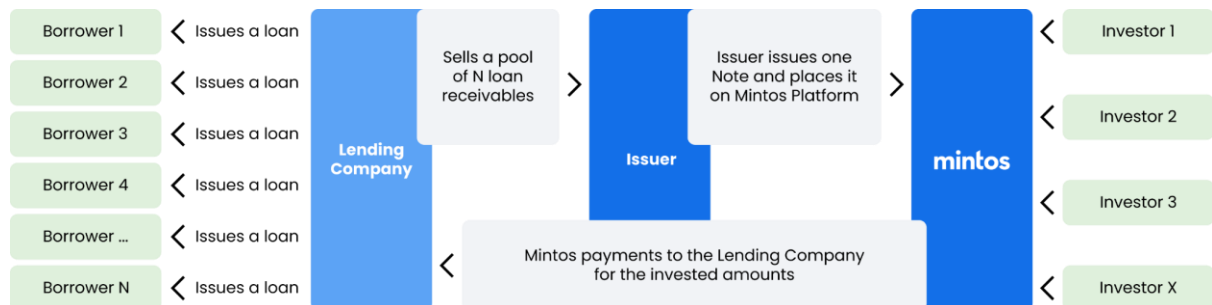 Borrower 1
Issues a loan
Borrower 2
Issues a loan
Borrower 3
Issues a loan
Borrower 4
Issues a loan
Borrower ...
Issues a loan
Borrower N
Issues a loan
Lending
Company
Sells a pool
of N loan
receivables
Issuer
Issuer issues one
Note and places it
on Mintos Platform
mintos
Mintos payments to the Lending Company
for the invested amounts
Investor 1
Investor 2
Investor 3
Investor X